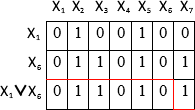 X₁ X₂ X₃ X₄ X₅ X₆ X₇
X₁ 0 1 0 0 1 0 0
X₆ 0 1 1 0 1 0 1
X₁∨X₆ 0 1 1 0 1 0 1